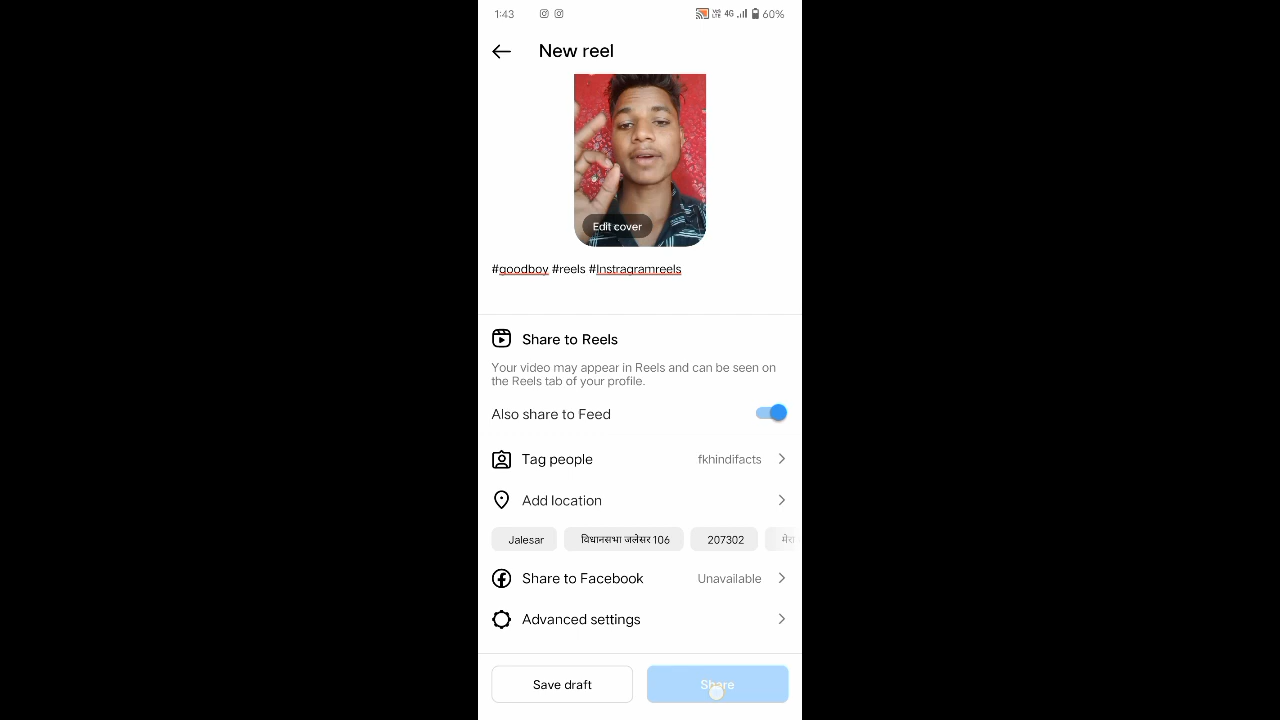 1:43 VoLTE 4G 60%
New reel
Edit cover
#goodboy #reels #Instragramreels
Share to Reels
Your video may appear in Reels and can be seen on
the Reels tab of your profile.
Also share to Feed
Tag people fkhindifacts
Add location
Jalesar विधानसभा जलेसर 106 207302 मेरा
Share to Facebook Unavailable
Advanced settings
Save draft Share